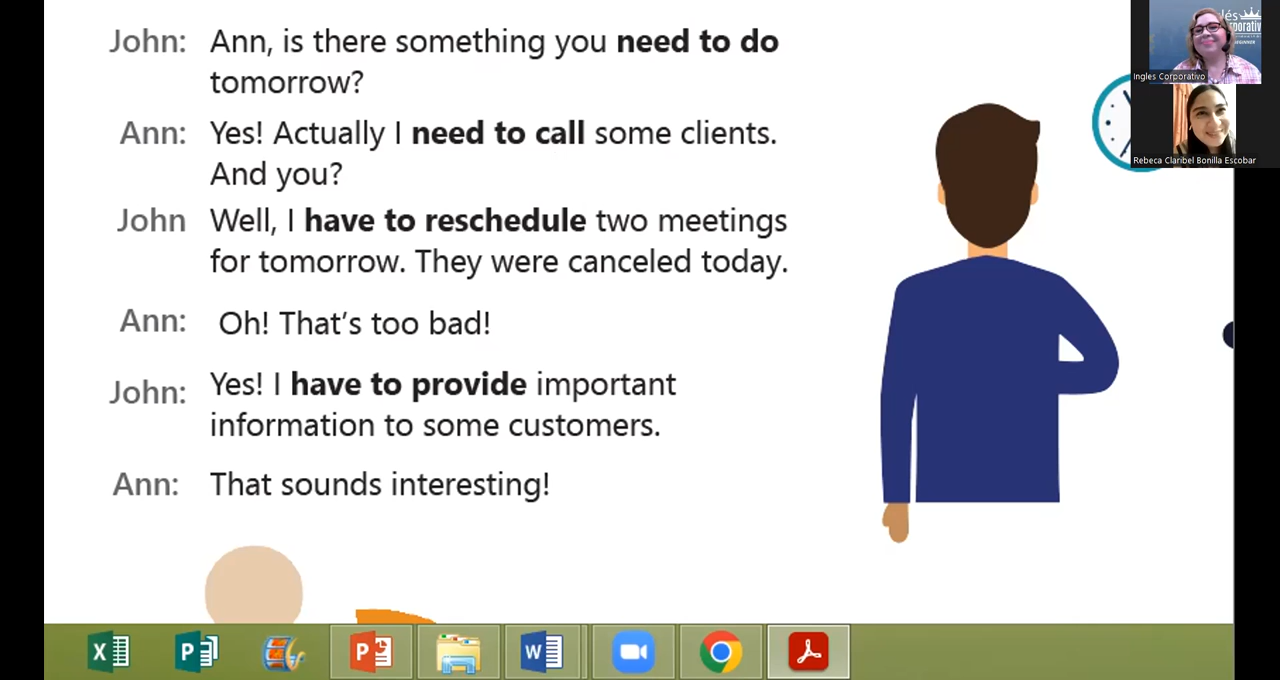 John: Ann, is there something you need to do
tomorrow?
Ann: Yes! Actually I need to call some clients.
And you?
John Well, I have to reschedule two meetings
for tomorrow. They were canceled today.
Ann: Oh! That's too bad!
John: Yes! I have to provide important
information to some customers.
Ann: That sounds interesting!
Ingles Corporativo
Rebeca Claribel Bonilla Escobar